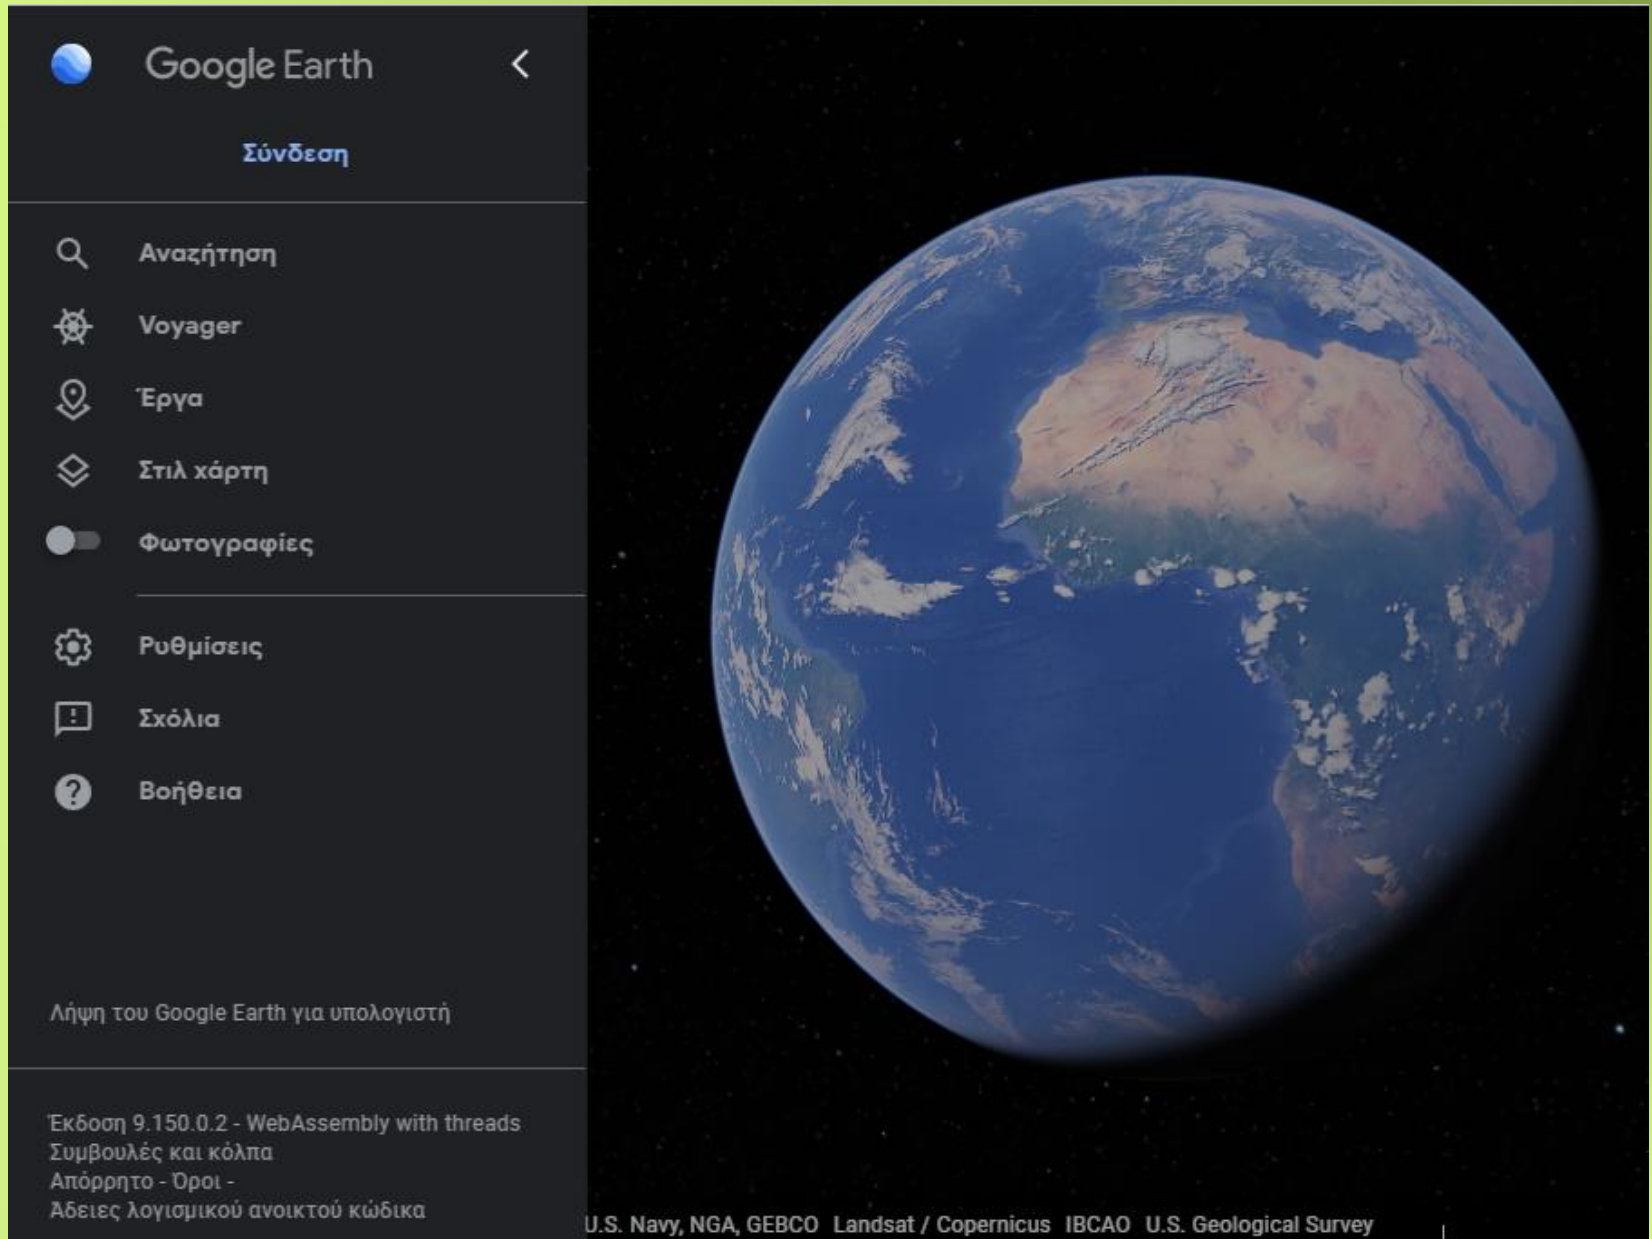 Google Earth
Σύνδεση
Αναζήτηση
Voyager
Έργα
Στιλ χάρτη
Φωτογραφίες
Ρυθμίσεις
Σχόλια
Βοήθεια
Λήψη του Google Earth για υπολογιστή
Έκδοση 9.150.0.2 - WebAssembly with threads
Συμβουλές και κόλπα
Απόρρητο - Όροι -
Άδειες λογισμικού ανοικτού κώδικα
U.S. Navy, NGA, GEBCO Landsat / Copernicus IBCAO U.S. Geological Survey